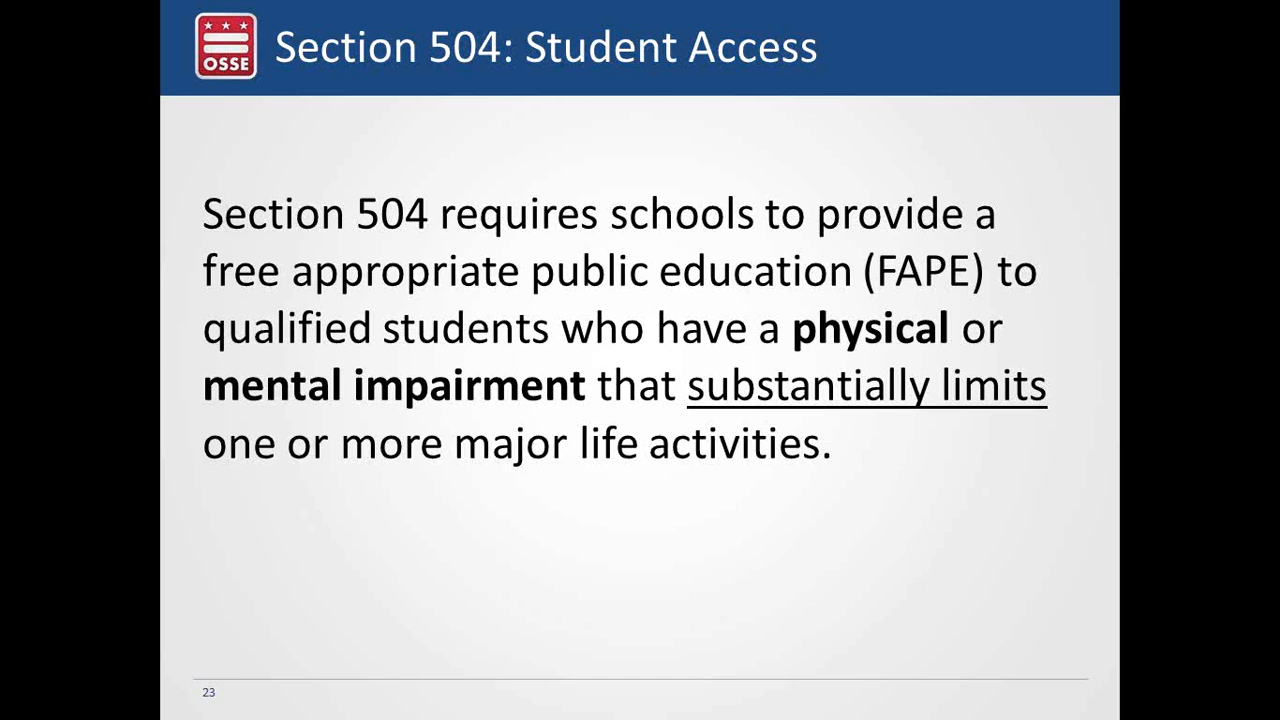 OSSE
Section 504: Student Access
Section 504 requires schools to provide a
free appropriate public education (FAPE) to
qualified students who have a physical or
mental impairment that substantially limits
one or more major life activities.
23